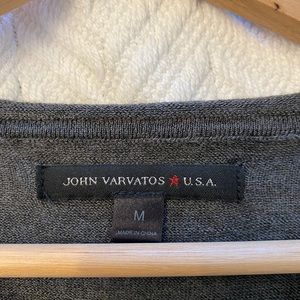 JOHN VARVATOS ★ U.S.A.
M
MADE IN CHINA